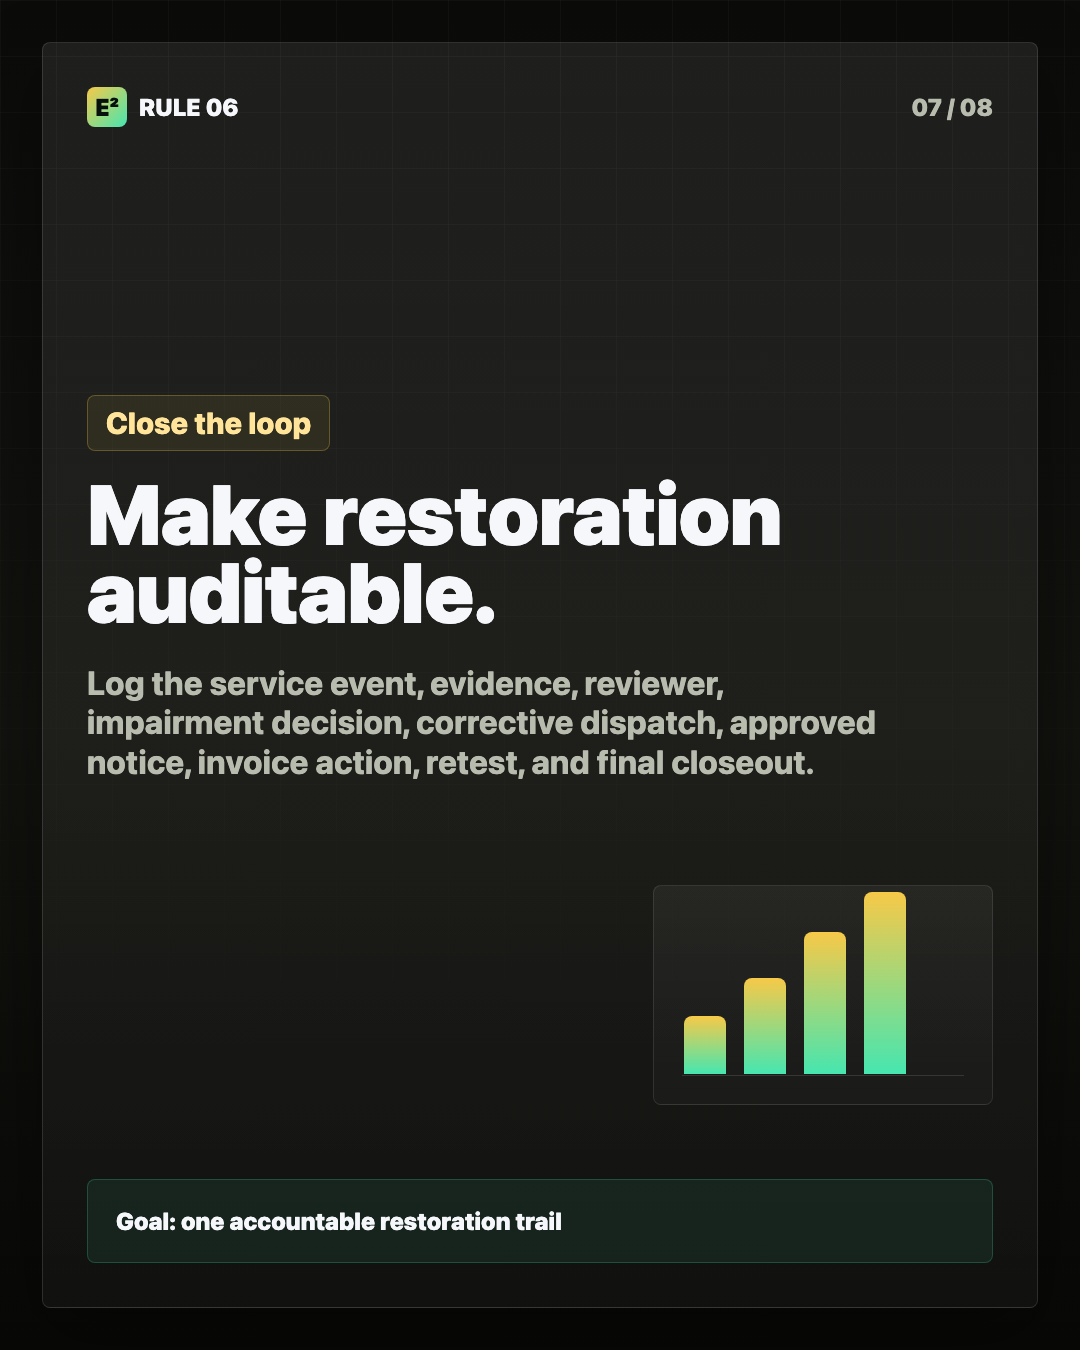 E² RULE 06
07 / 08
Close the loop
Make restoration
auditable.
Log the service event, evidence, reviewer,
impairment decision, corrective dispatch, approved
notice, invoice action, retest, and final closeout.
Goal: one accountable restoration trail